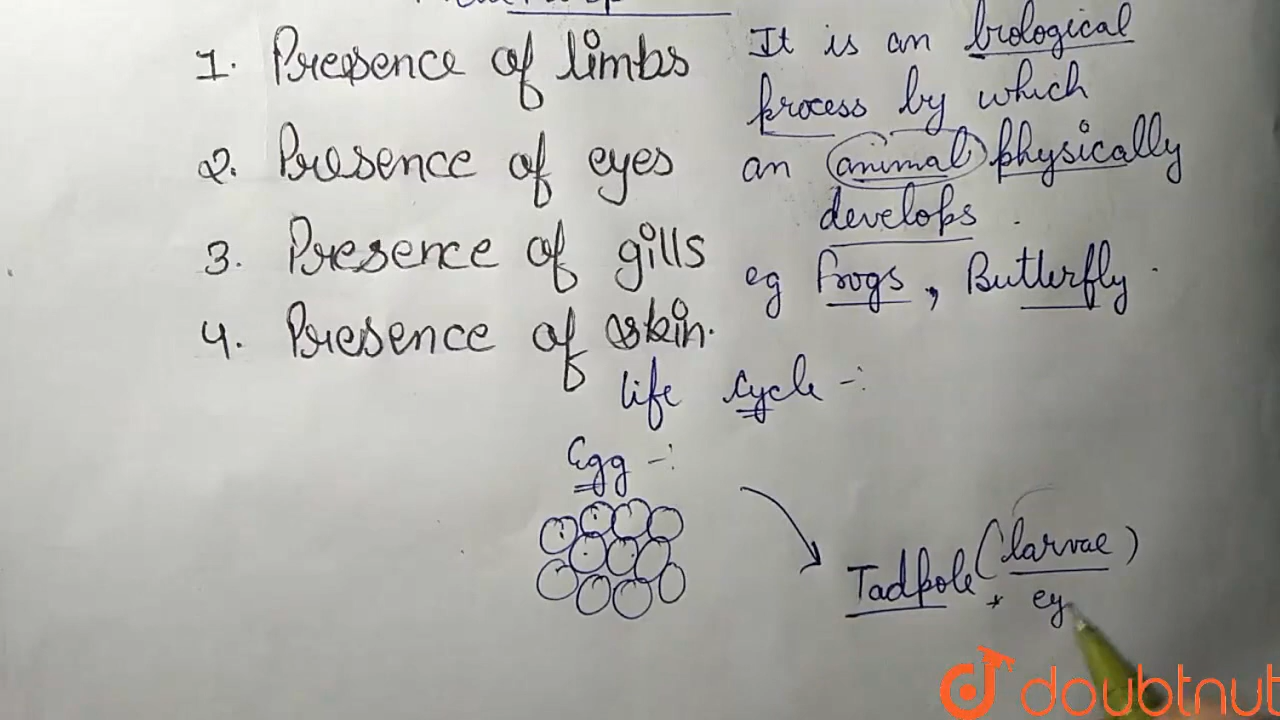 1. Presence of limbs
2. Presence of eyes
3. Presence of gills
4. Presence of skin.
It is an biological
process by which
an animal physically
develops.
eg frogs, Butterfly.
life cycle -:
Egg -:
Tadpole (larvae)
* ey
doubtnut